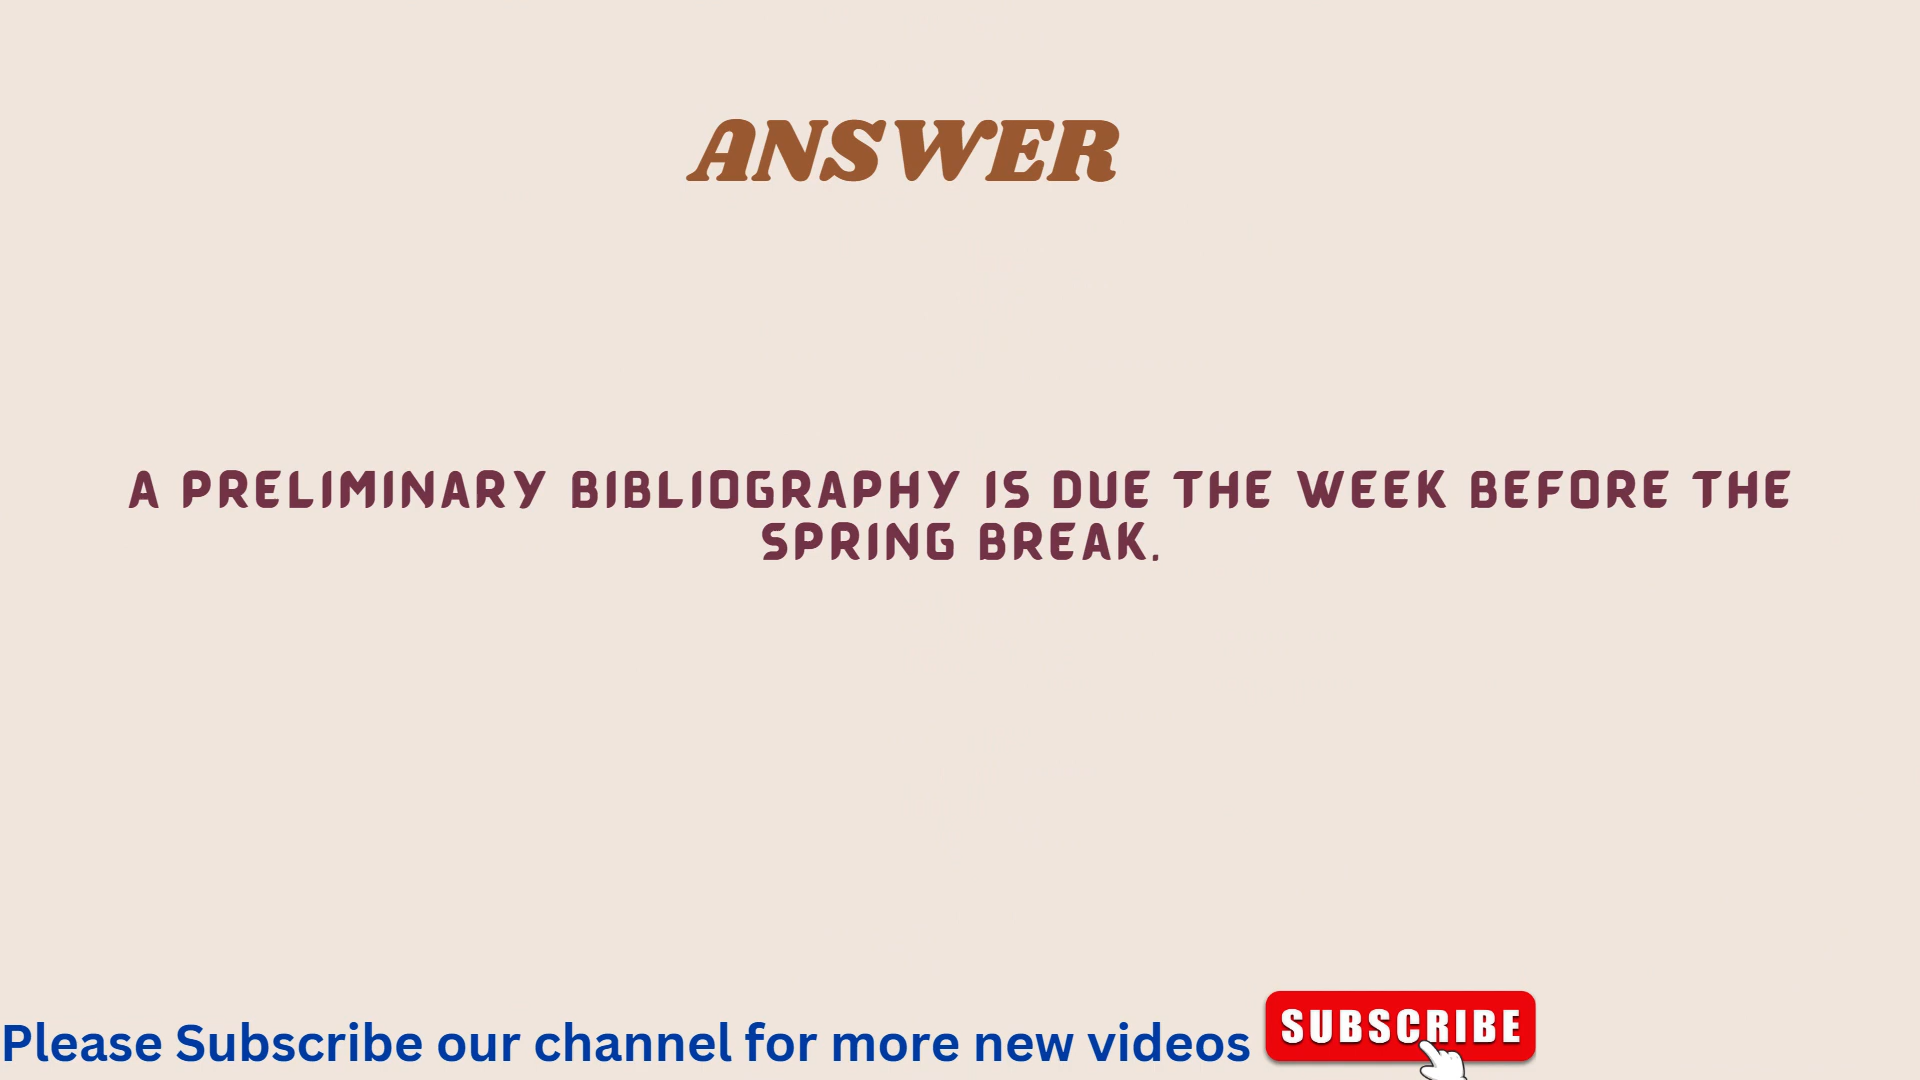 ANSWER
A PRELIMINARY BIBLIOGRAPHY IS DUE THE WEEK BEFORE THE
SPRING BREAK.
Please Subscribe our channel for more new videos
SUBSCRIBE